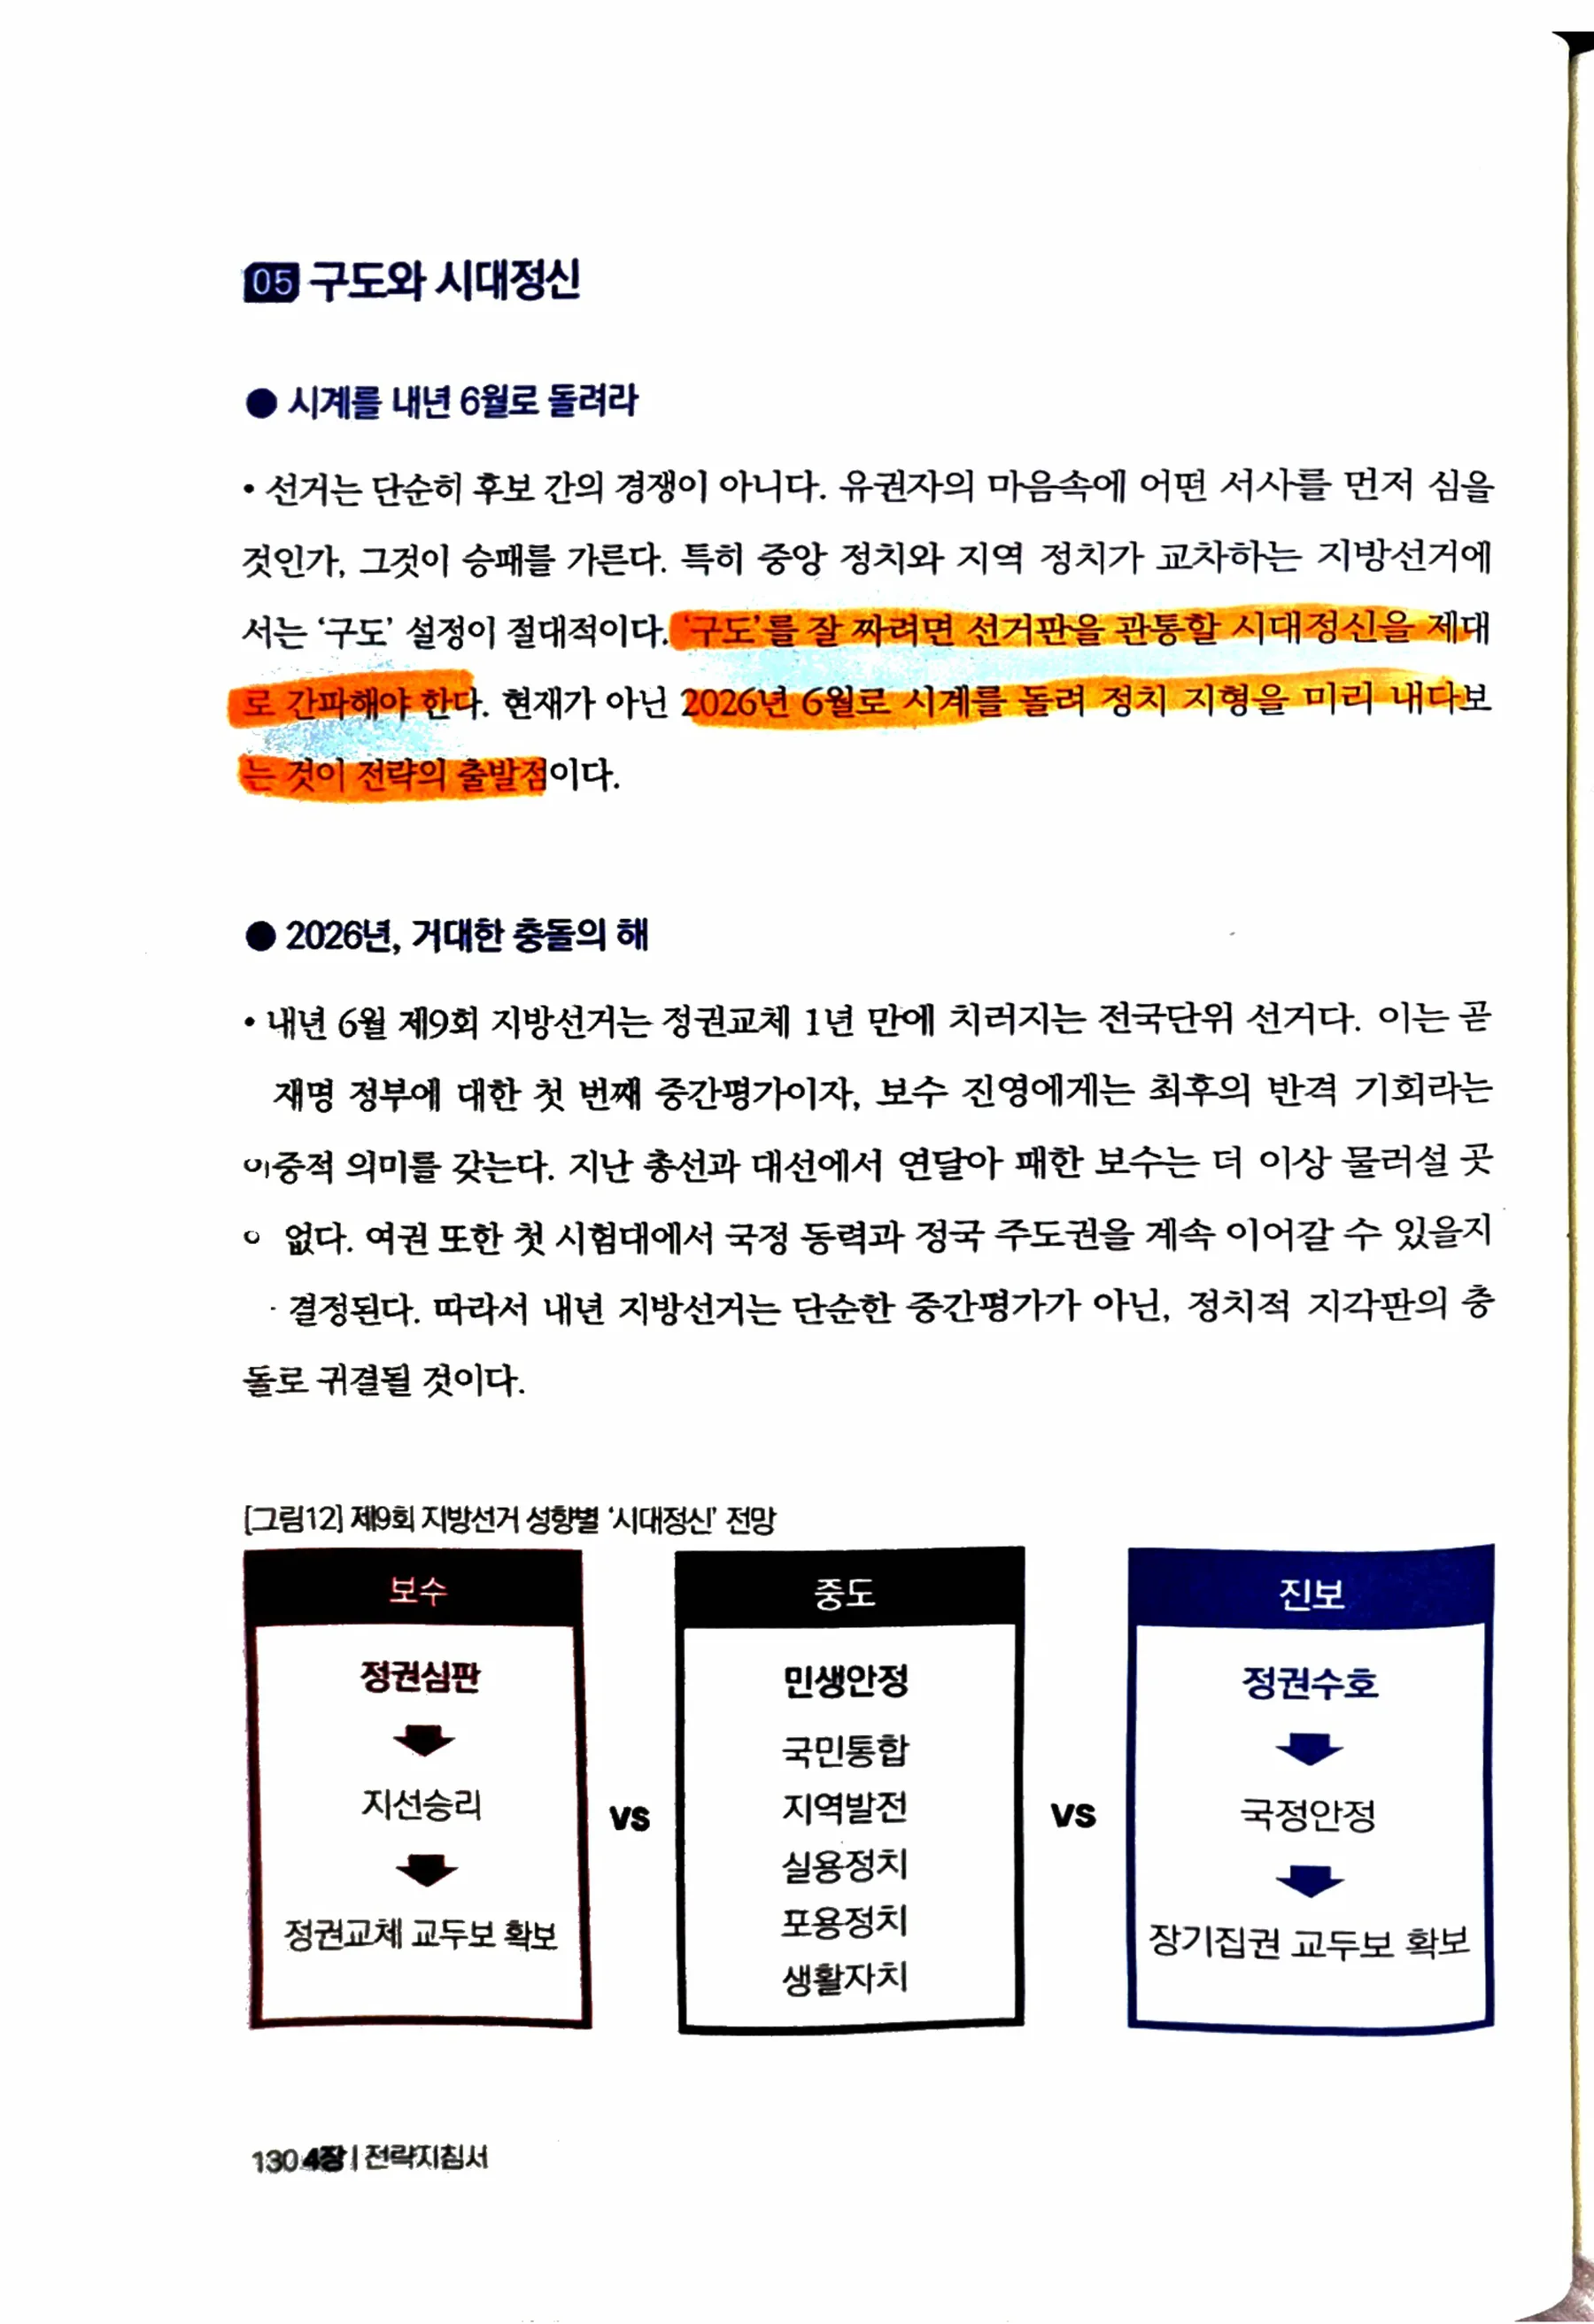 05 구도와 시대정신
● 시계를 내년 6월로 돌려라
• 선거는 단순히 후보 간의 경쟁이 아니다. 유권자의 마음속에 어떤 서사를 먼저 심을
것인가, 그것이 승패를 가른다. 특히 중앙 정치와 지역 정치가 교차하는 지방선거에
서는 ‘구도’ 설정이 절대적이다. ‘구도’를 잘 짜려면 선거판을 관통할 시대정신을 제대
로 간파해야 한다. 현재가 아닌 2026년 6월로 시계를 돌려 정치 지형을 미리 내다보
는 것이 전략의 출발점이다.
● 2026년, 거대한 충돌의 해
• 내년 6월 제9회 지방선거는 정권교체 1년 만에 치러지는 전국단위 선거다. 이는 곧
재명 정부에 대한 첫 번째 중간평가이자, 보수 진영에게는 최후의 반격 기회라는
이중적 의미를 갖는다. 지난 총선과 대선에서 연달아 패한 보수는 더 이상 물러설 곳
없다. 여권 또한 첫 시험대에서 국정 동력과 정국 주도권을 계속 이어갈 수 있을지
결정된다. 따라서 내년 지방선거는 단순한 중간평가가 아닌, 정치적 지각판의 충
돌로 귀결될 것이다.
[그림12] 제9회 지방선거 성향별 ‘시대정신’ 전망
보수
정권심판
지선승리
정권교체 교두보 확보
vs
중도
민생안정
국민통합
지역발전
실용정치
포용정치
생활자치
vs
진보
정권수호
국정안정
장기집권 교두보 확보
130 4장 | 전략지침서